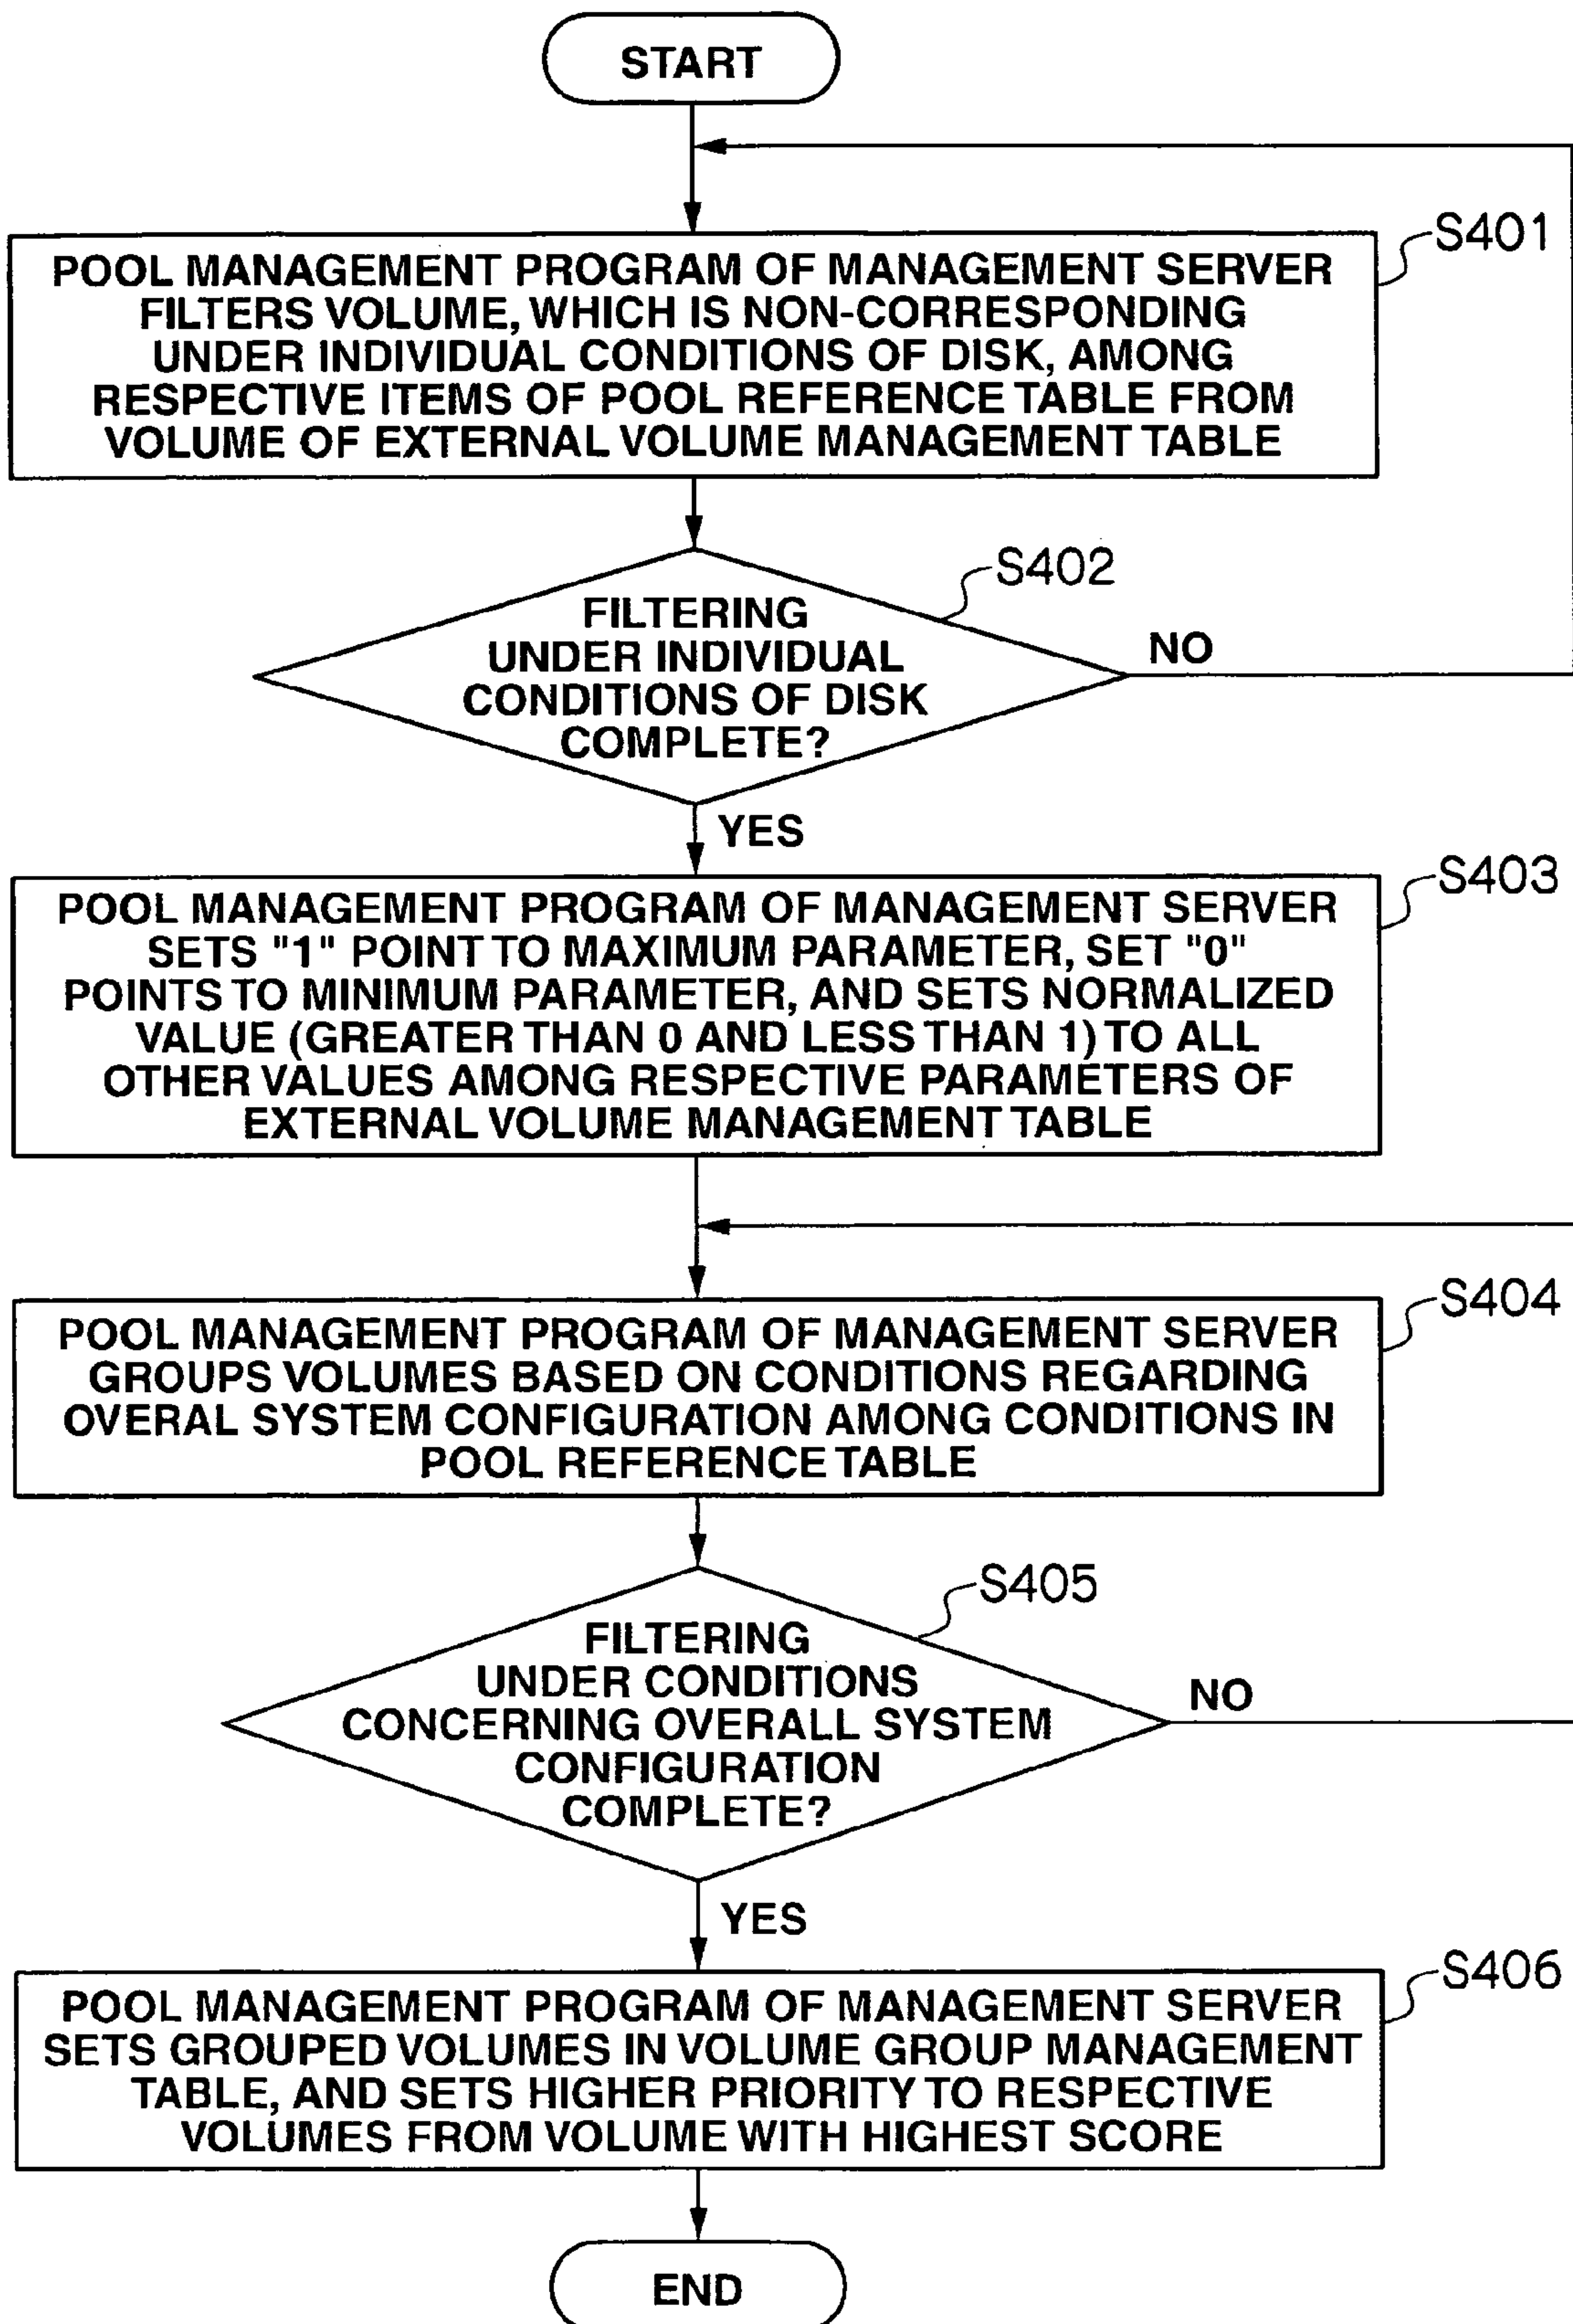 START
S401
POOL MANAGEMENT PROGRAM OF MANAGEMENT SERVER
FILTERS VOLUME, WHICH IS NON-CORRESPONDING
UNDER INDIVIDUAL CONDITIONS OF DISK, AMONG
RESPECTIVE ITEMS OF POOL REFERENCE TABLE FROM
VOLUME OF EXTERNAL VOLUME MANAGEMENT TABLE
S402
FILTERING
UNDER INDIVIDUAL
CONDITIONS OF DISK
COMPLETE?
NO
YES
S403
POOL MANAGEMENT PROGRAM OF MANAGEMENT SERVER
SETS "1" POINT TO MAXIMUM PARAMETER, SET "0"
POINTS TO MINIMUM PARAMETER, AND SETS NORMALIZED
VALUE (GREATER THAN 0 AND LESS THAN 1) TO ALL
OTHER VALUES AMONG RESPECTIVE PARAMETERS OF
EXTERNAL VOLUME MANAGEMENT TABLE
S404
POOL MANAGEMENT PROGRAM OF MANAGEMENT SERVER
GROUPS VOLUMES BASED ON CONDITIONS REGARDING
OVERAL SYSTEM CONFIGURATION AMONG CONDITIONS IN
POOL REFERENCE TABLE
S405
FILTERING
UNDER CONDITIONS
CONCERNING OVERALL SYSTEM
CONFIGURATION
COMPLETE?
NO
YES
S406
POOL MANAGEMENT PROGRAM OF MANAGEMENT SERVER
SETS GROUPED VOLUMES IN VOLUME GROUP MANAGEMENT
TABLE, AND SETS HIGHER PRIORITY TO RESPECTIVE
VOLUMES FROM VOLUME WITH HIGHEST SCORE
END